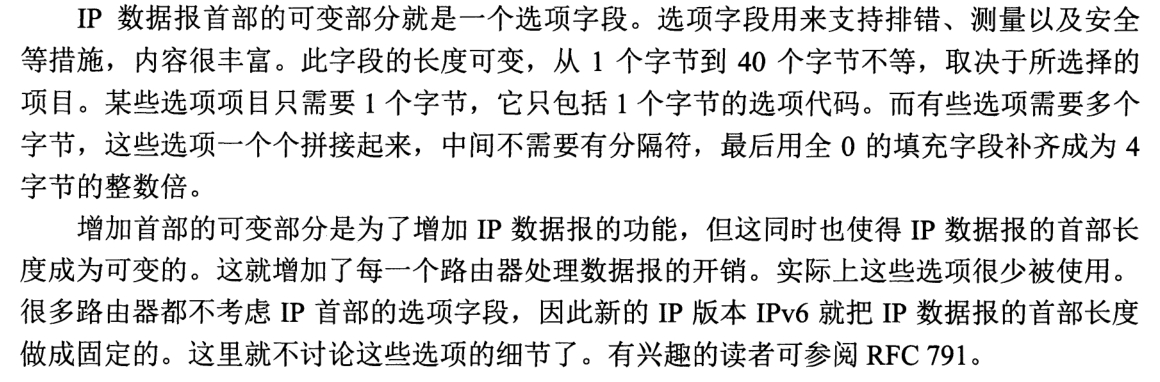 IP 数据报首部的可变部分就是一个选项字段。选项字段用来支持排错、测量以及安全
等措施，内容很丰富。此字段的长度可变，从 1 个字节到 40 个字节不等，取决于所选择的
项目。某些选项项目只需要 1 个字节，它只包括 1 个字节的选项代码。而有些选项需要多个
字节，这些选项一个个拼接起来，中间不需要有分隔符，最后用全 0 的填充字段补齐成为 4
字节的整数倍。
增加首部的可变部分是为了增加 IP 数据报的功能，但这同时也使得 IP 数据报的首部长
度成为可变的。这就增加了每一个路由器处理数据报的开销。实际上这些选项很少被使用。
很多路由器都不考虑 IP 首部的选项字段，因此新的 IP 版本 IPv6 就把 IP 数据报的首部长度
做成固定的。这里就不讨论这些选项的细节了。有兴趣的读者可参阅 RFC 791。